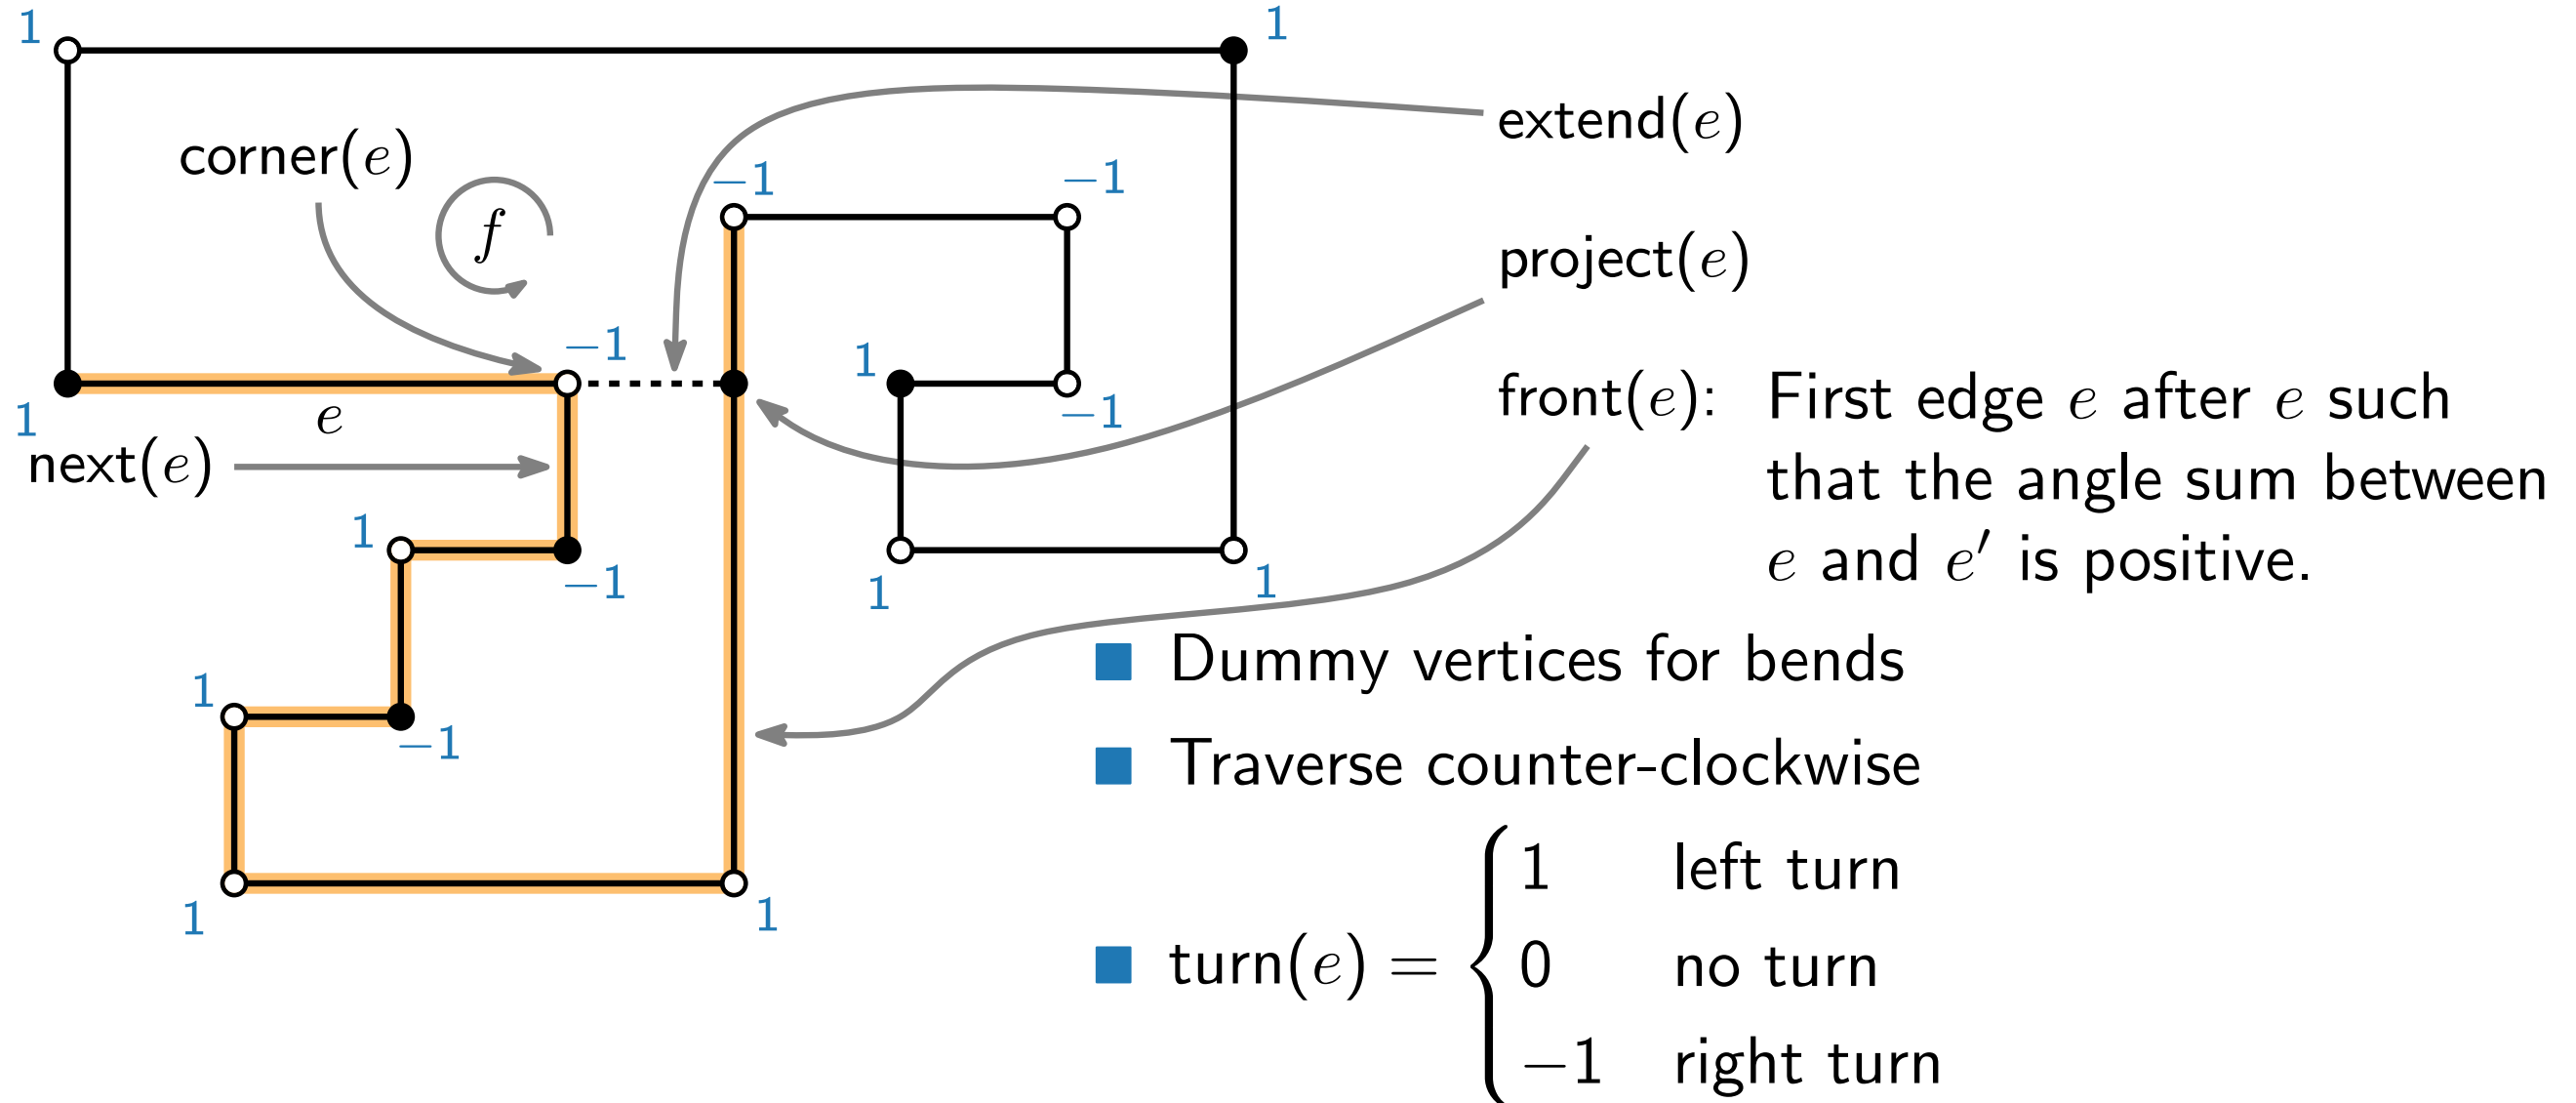 1
1
extend(e)
corner(e)
f
−1
−1
project(e)
−1
1
front(e): First edge e after e such
1
e
−1
next(e)
that the angle sum between
1
−1
1
1
e and e′ is positive.
Dummy vertices for bends
1
−1
Traverse counter-clockwise
1
1
turn(e) = { 1 left turn
0 no turn
−1 right turn